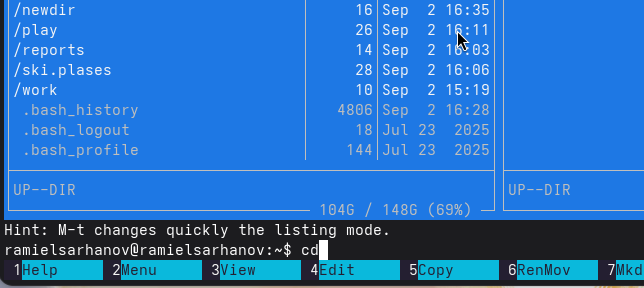 /newdir 16 Sep 2 16:35
/play 26 Sep 2 16:11
/reports 14 Sep 2 16:03
/ski.plases 28 Sep 2 16:06
/work 10 Sep 2 15:19
.bash_history 4806 Sep 2 16:28
.bash_logout 18 Jul 23 2025
.bash_profile 144 Jul 23 2025
UP--DIR UP--DIR
104G / 148G (69%)
Hint: M-t changes quickly the listing mode.
ramielsarhanov@ramielsarhanov:~$ cd
1Help 2Menu 3View 4Edit 5Copy 6RenMov 7Mkd